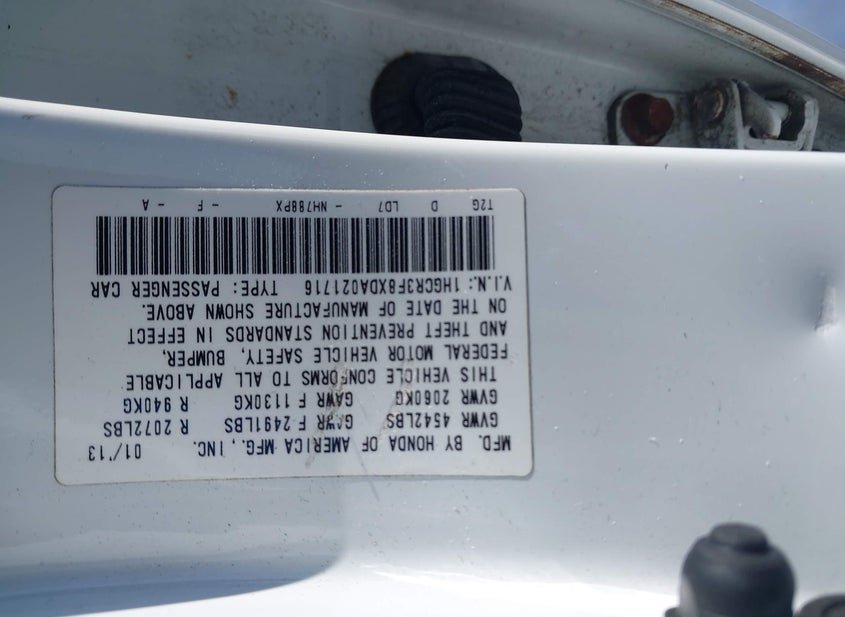 MFD. BY HONDA OF AMERICA MFG., INC. 01/13
GVWR 4542LBS GAWR F 2491LBS R 2072LBS
GVWR 2060KG GAWR F 1130KG R 940KG
THIS VEHICLE CONFORMS TO ALL APPLICABLE
FEDERAL MOTOR VEHICLE SAFETY, BUMPER,
AND THEFT PREVENTION STANDARDS IN EFFECT
ON THE DATE OF MANUFACTURE SHOWN ABOVE.
V.I.N.: 1HGCR3F8XDA021716 TYPE: PASSENGER CAR
T2G D LD7 - NH788PX - F - A